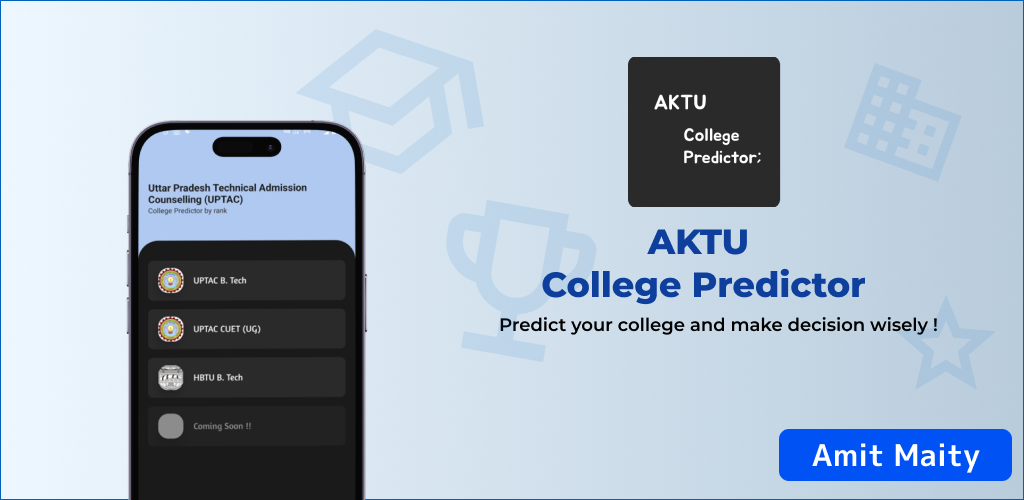 Uttar Pradesh Technical Admission
Counselling (UPTAC)
College Predictor by rank
UPTAC B. Tech
UPTAC CUET (UG)
HBTU B. Tech
Coming Soon !!
AKTU
College
Predictor;
AKTU
College Predictor
Predict your college and make decision wisely !
Amit Maity